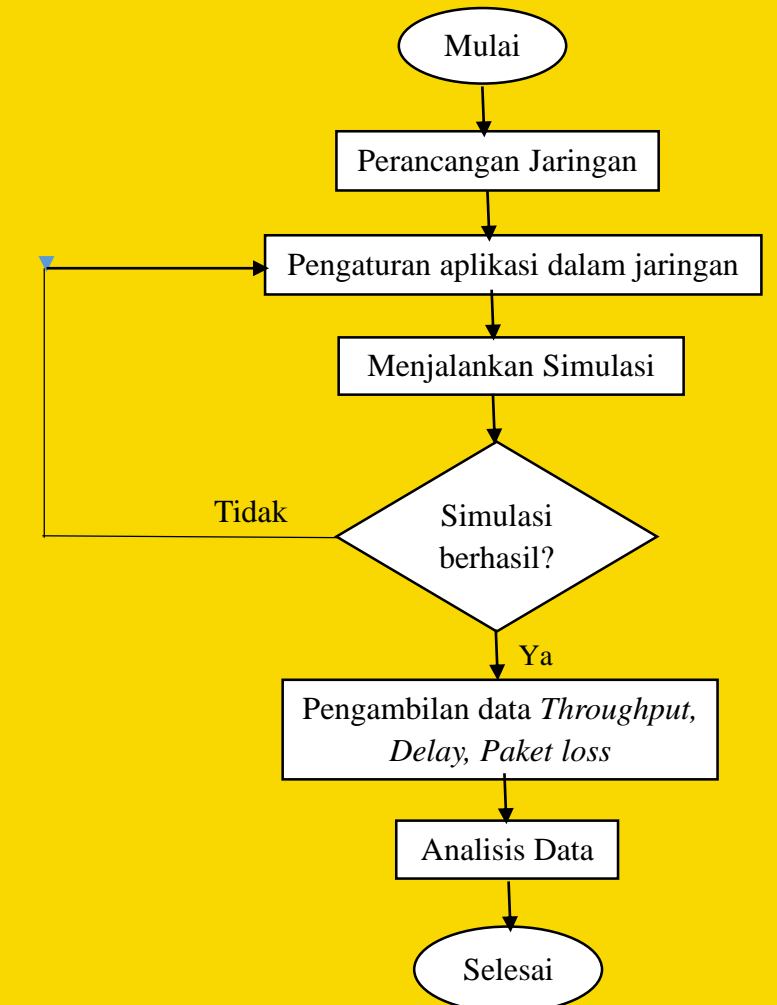 Mulai
Perancangan Jaringan
Pengaturan aplikasi dalam jaringan
Menjalankan Simulasi
Tidak
Simulasi
berhasil?
Ya
Pengambilan data Throughput,
Delay, Paket loss
Analisis Data
Selesai